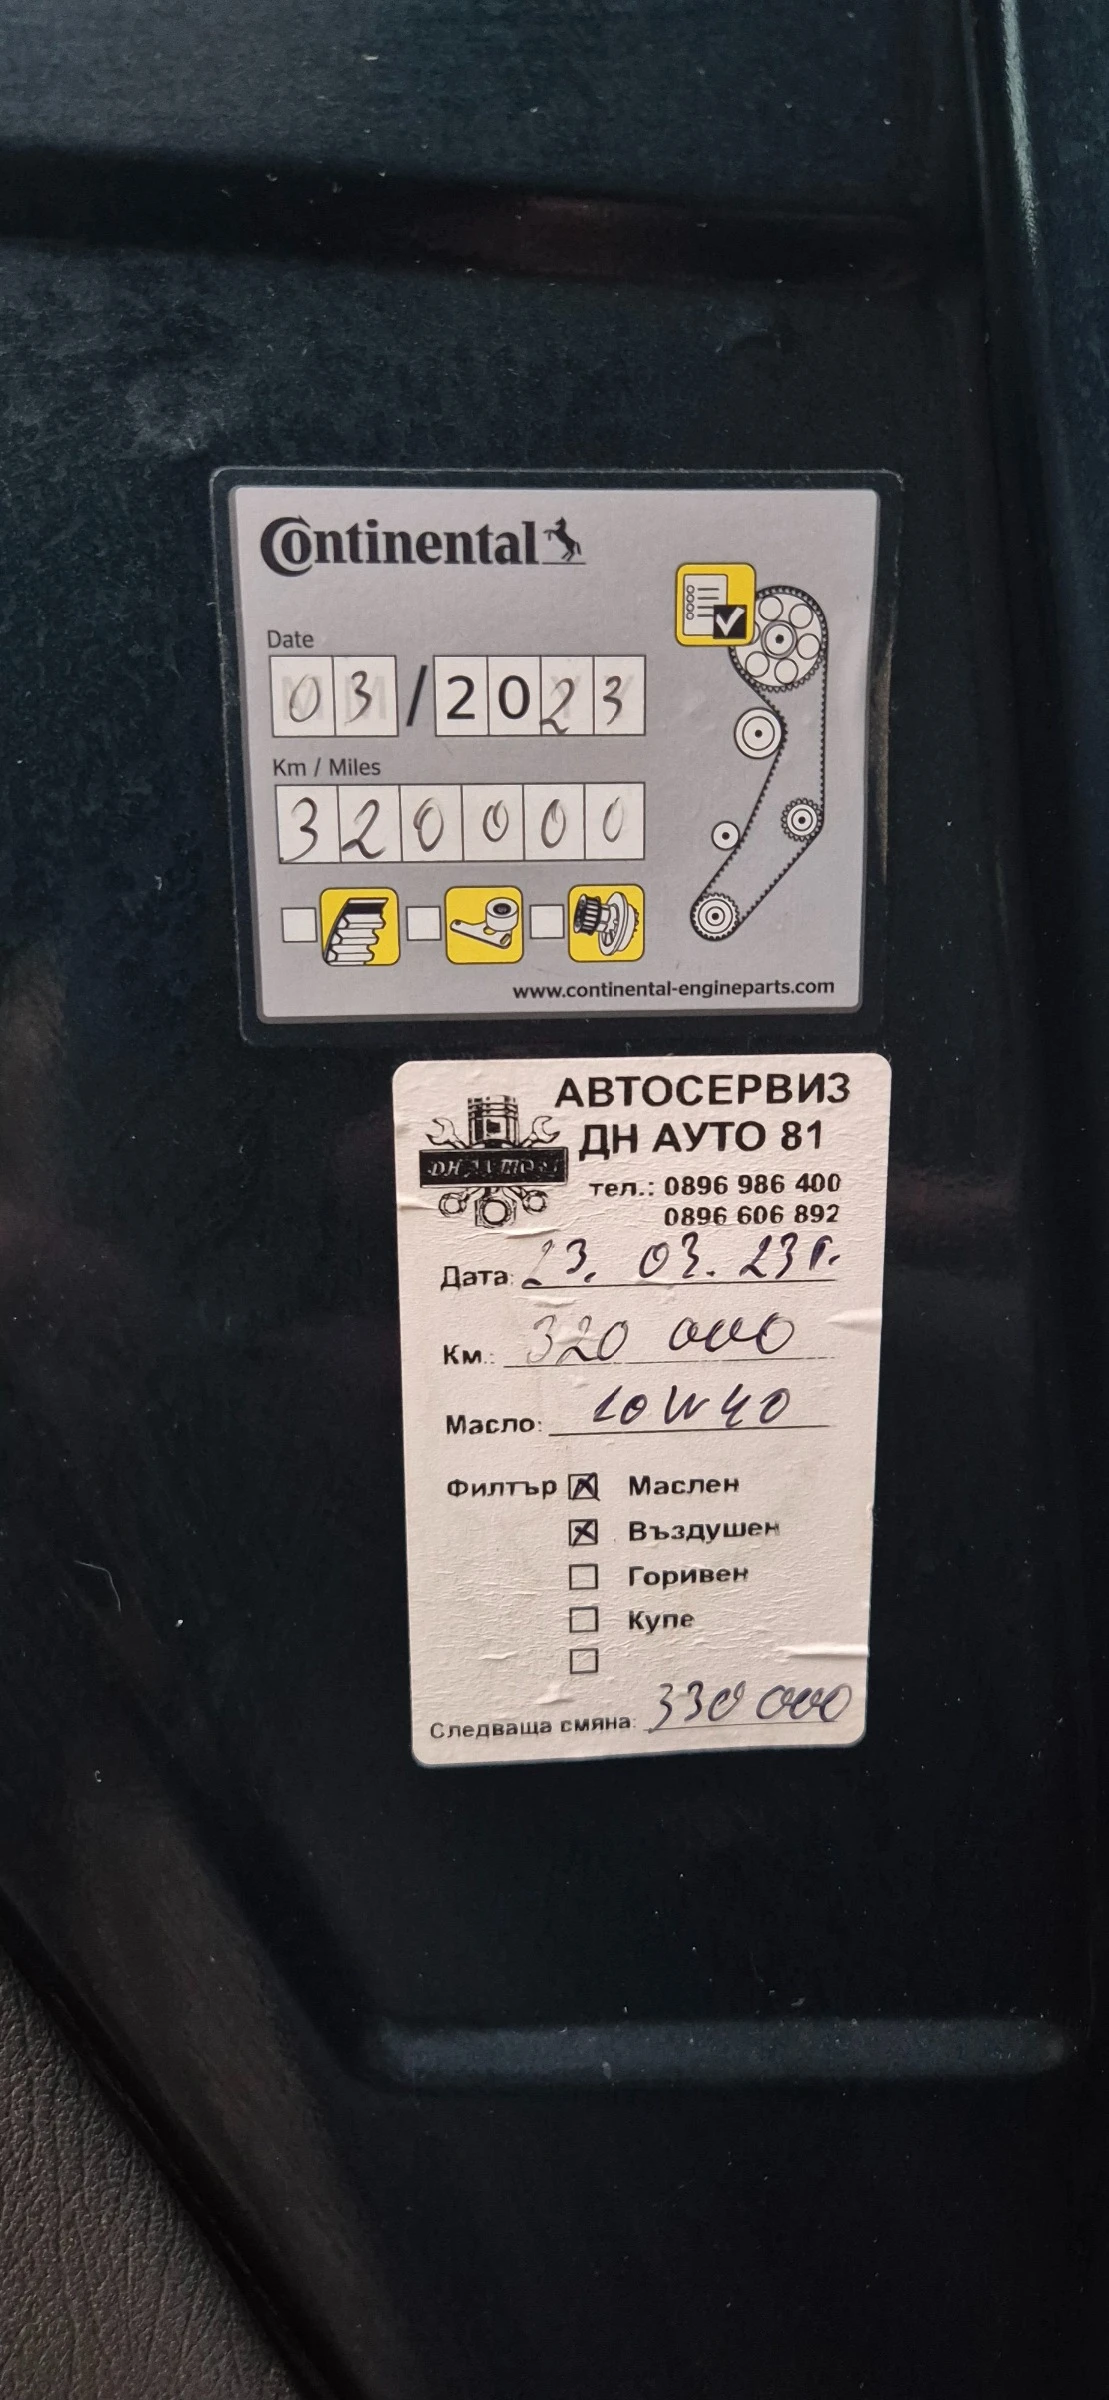 Continental
Date
03/2023
Km / Miles
320000
www.continental-engineparts.com
АВТОСЕРВИЗ
ДН АУТО 81
тел.: 0896 986 400
0896 606 892
Дата: 23. 03. 23г.
Км.: 320 000
Масло: 10W40
Филтър Маслен
Въздушен
Горивен
Купе
Следваща смяна: 330 000